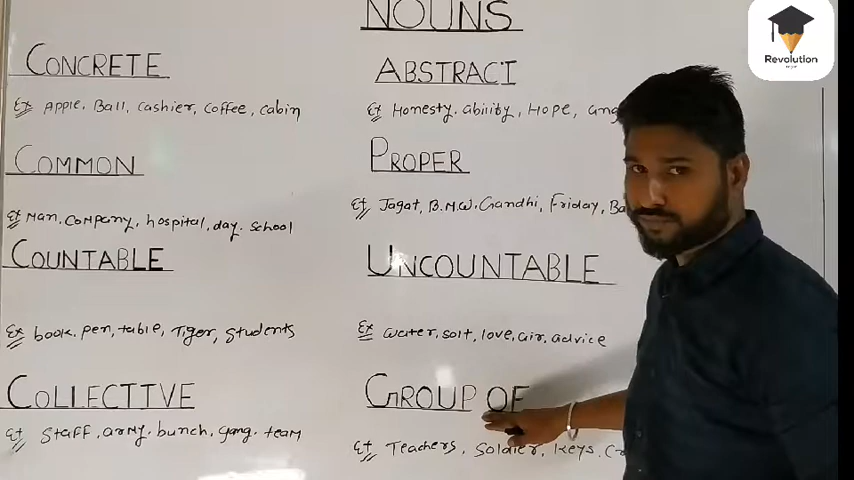 NOUNS
Revolution
CONCRETE
Ex Apple. Ball, cashier, coffee, cabin
ABSTRACT
Ex Honesty. ability, Hope,
COMMON
Ex Man. company, hospital, day. school
PROPER
Ex Jagat, B.M.W. Gandhi, Friday,
COUNTABLE
Ex book. pen, table, Tiger, students
UNCOUNTABLE
Ex water, solt, love, air, advice
COLLECTIVE
Ex Staff, army. bunch, gang. team
GROUP OF
Ex Teachers, soldier, keys.